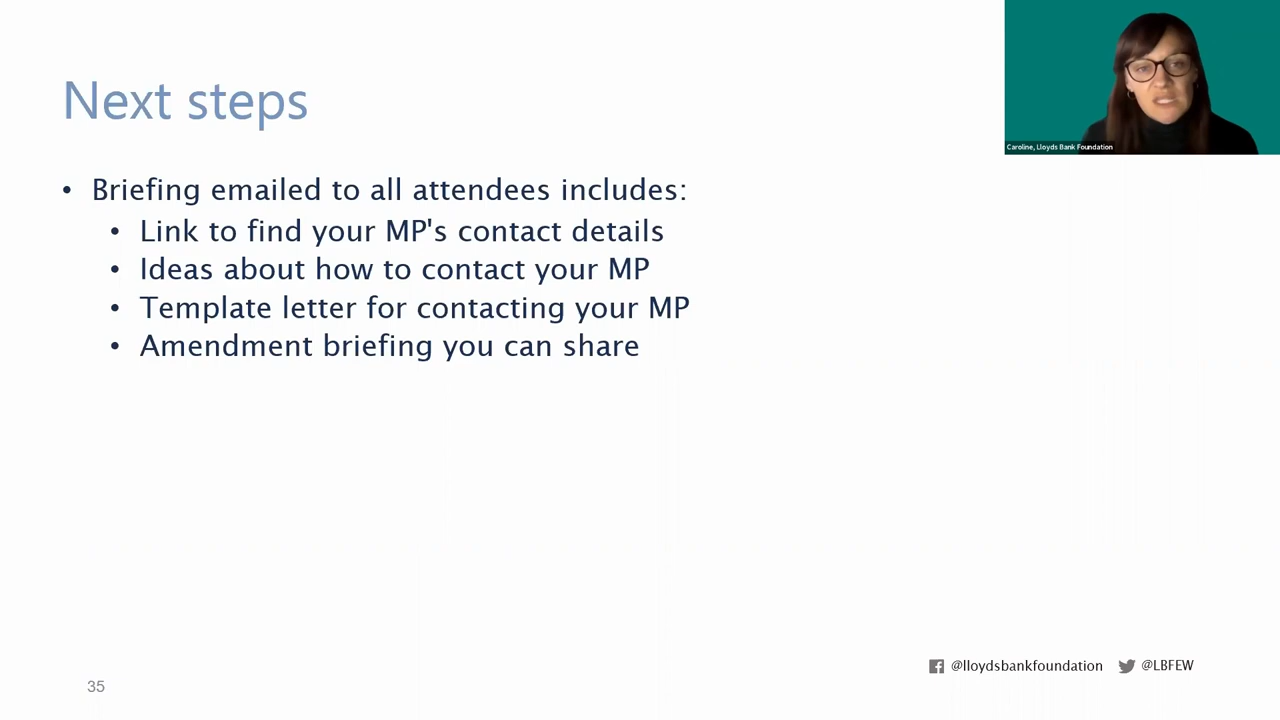 Next steps
Caroline, Lloyds Bank Foundation
• Briefing emailed to all attendees includes:
• Link to find your MP's contact details
• Ideas about how to contact your MP
• Template letter for contacting your MP
• Amendment briefing you can share
@lloydsbankfoundation @LBFEW
35